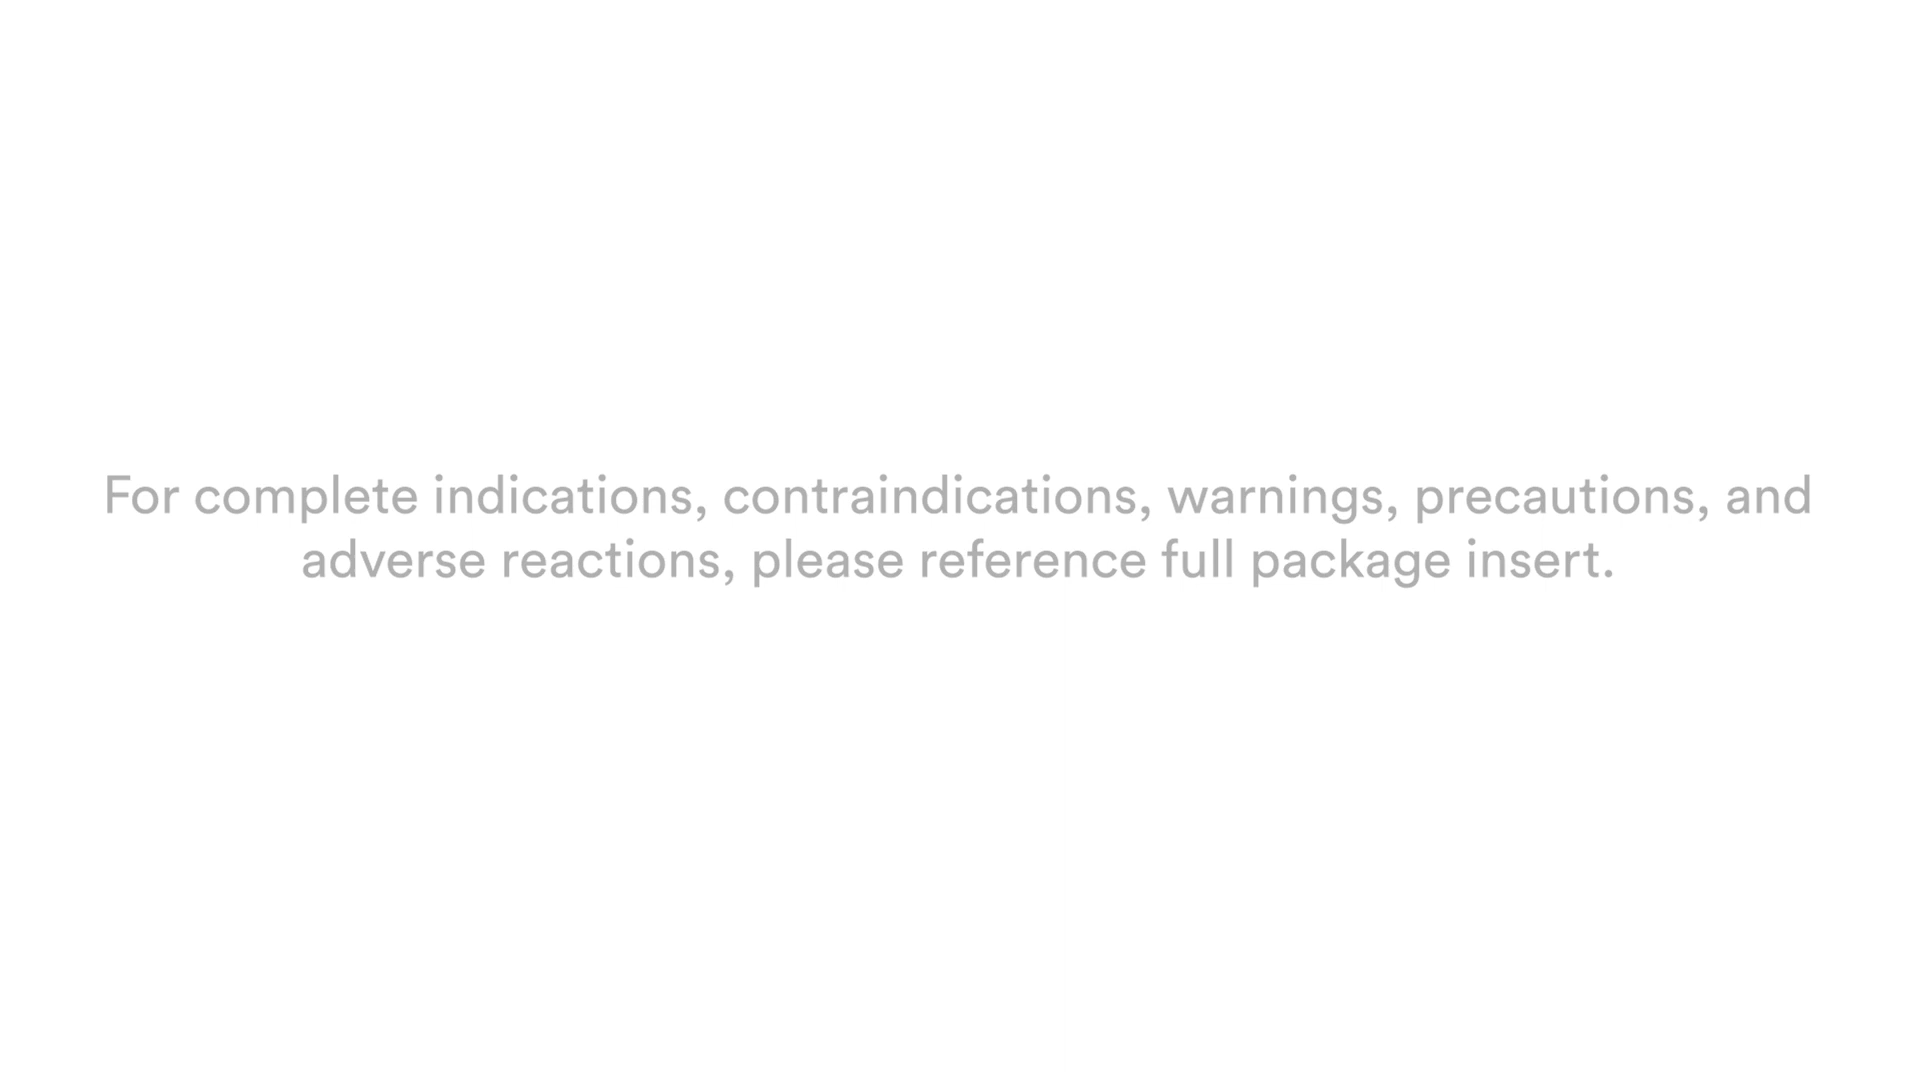 For complete indications, contraindications, warnings, precautions, and
adverse reactions, please reference full package insert.